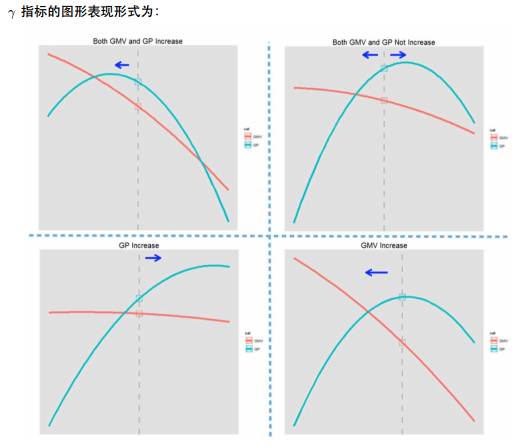 γ 指标的图形表现形式为：
Both GMV and GP Increase
GMV
GP
Both GMV and GP Not Increase
GMV
GP
GP Increase
GMV
GP
GMV Increase
GMV
GP